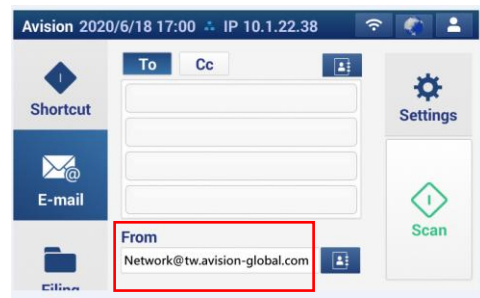 Avision 2020/6/18 17:00 IP 10.1.22.38
To Cc
Shortcut
Settings
E-mail
Scan
From
Network@tw.avision-global.com
Filing